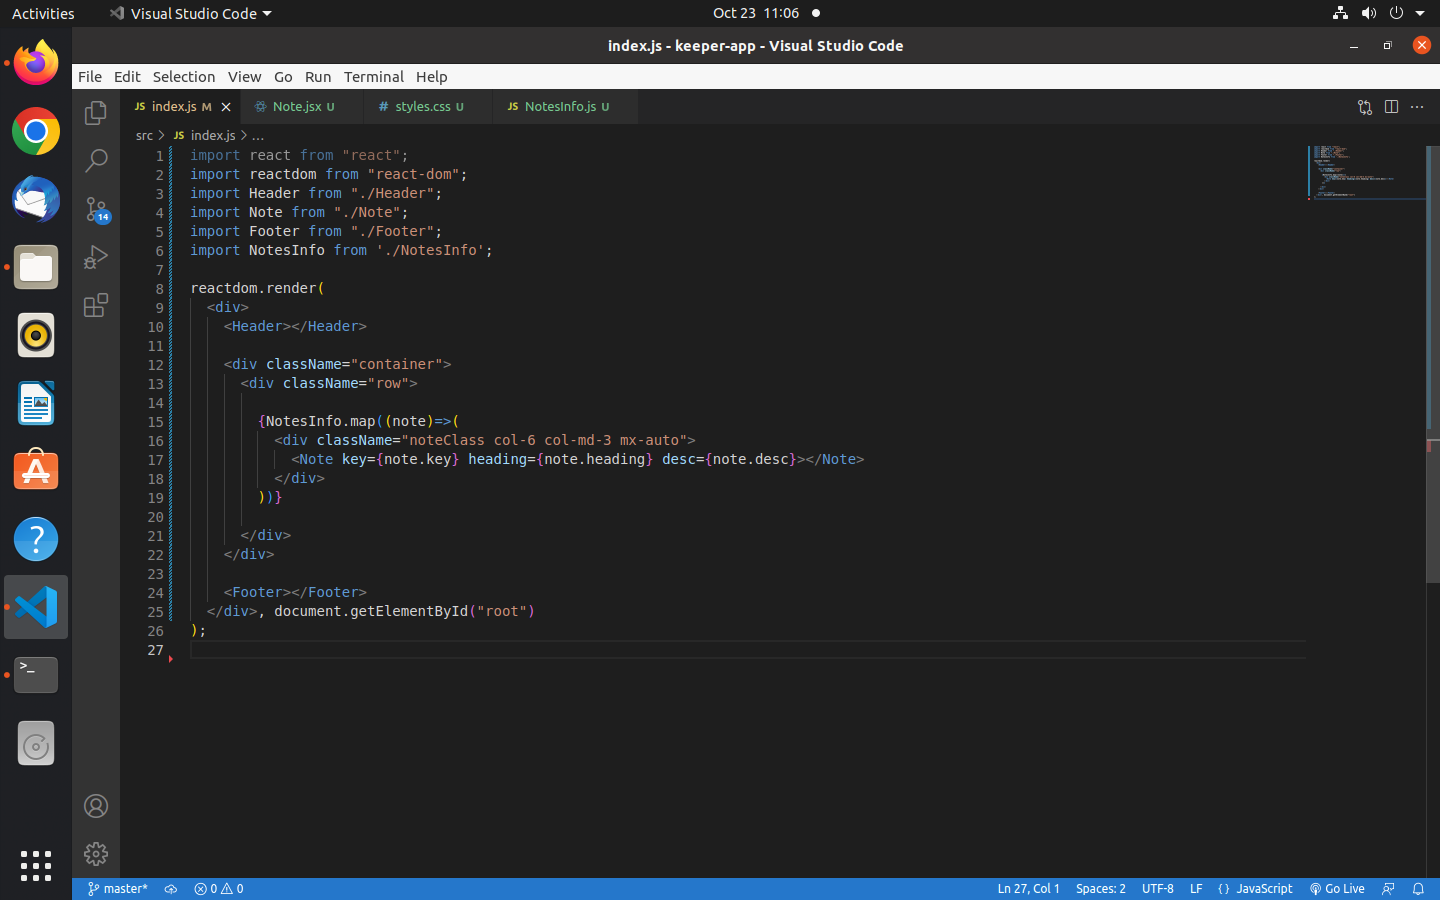 Activities Visual Studio Code Oct 23 11:06
index.js - keeper-app - Visual Studio Code
File Edit Selection View Go Run Terminal Help
JS index.js M Note.jsx U # styles.css U JS NotesInfo.js U
src > JS index.js > ...
1 import react from "react";
2 import reactdom from "react-dom";
3 import Header from "./Header";
4 import Note from "./Note";
5 import Footer from "./Footer";
6 import NotesInfo from './NotesInfo';
7
8 reactdom.render(
9 <div>
10 <Header></Header>
11
12 <div className="container">
13 <div className="row">
14
15 {NotesInfo.map((note)=>(
16 <div className="noteClass col-6 col-md-3 mx-auto">
17 <Note key={note.key} heading={note.heading} desc={note.desc}></Note>
18 </div>
19 ))}
20
21 </div>
22 </div>
23
24 <Footer></Footer>
25 </div>, document.getElementById("root")
26 );
27
14
master* 0 0 Ln 27, Col 1 Spaces: 2 UTF-8 LF {} JavaScript Go Live